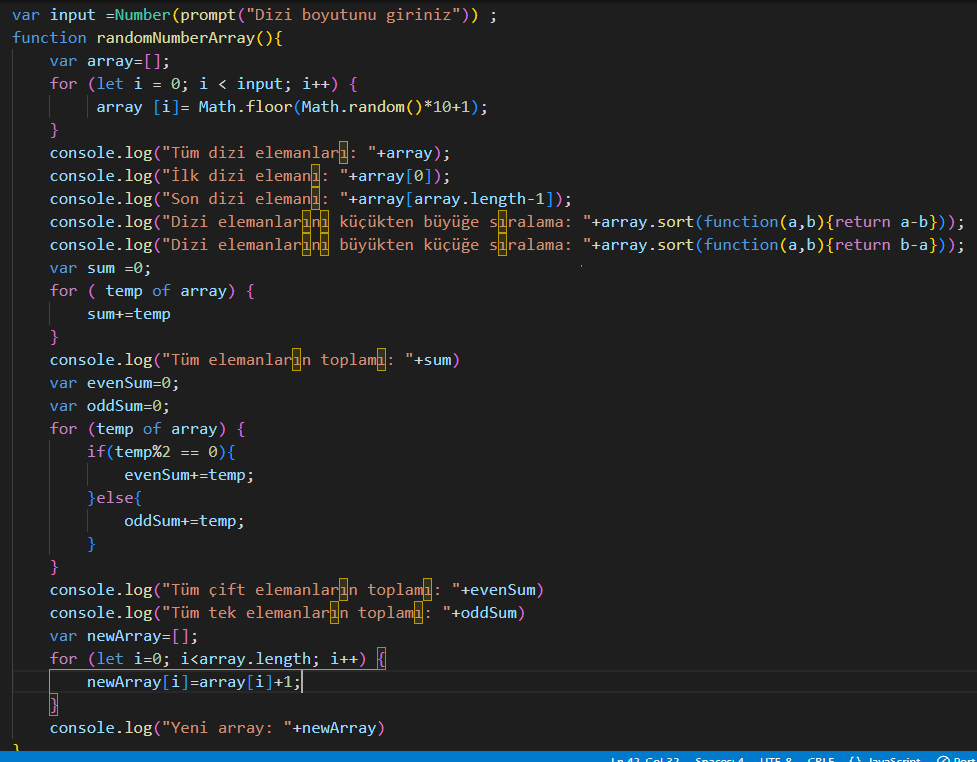 var input =Number(prompt("Dizi boyutunu giriniz")) ;
function randomNumberArray(){
    var array=[];
    for (let i = 0; i < input; i++) {
         array [i]= Math.floor(Math.random()*10+1);
    }
    console.log("Tüm dizi elemanları: "+array);
    console.log("İlk dizi elemanı: "+array[0]);
    console.log("Son dizi elemanı: "+array[array.length-1]);
    console.log("Dizi elemanlarını küçükten büyüğe sıralama: "+array.sort(function(a,b){return a-b}));
    console.log("Dizi elemanlarını büyükten küçüğe sıralama: "+array.sort(function(a,b){return b-a}));
    var sum =0;
    for ( temp of array) {
        sum+=temp
    }
    console.log("Tüm elemanların toplamı: "+sum)
    var evenSum=0;
    var oddSum=0;
    for (temp of array) {
        if(temp%2 == 0){
            evenSum+=temp;
        }else{
            oddSum+=temp;
        }
    }
    console.log("Tüm çift elemanların toplamı: "+evenSum)
    console.log("Tüm tek elemanların toplamı: "+oddSum)
    var newArray=[];
    for (let i=0; i<array.length; i++) {
        newArray[i]=array[i]+1;
    }
    console.log("Yeni array: "+newArray)
}
Ln 42, Col 32 Spaces: 4 UTF-8 CRLF {} JavaScript Port